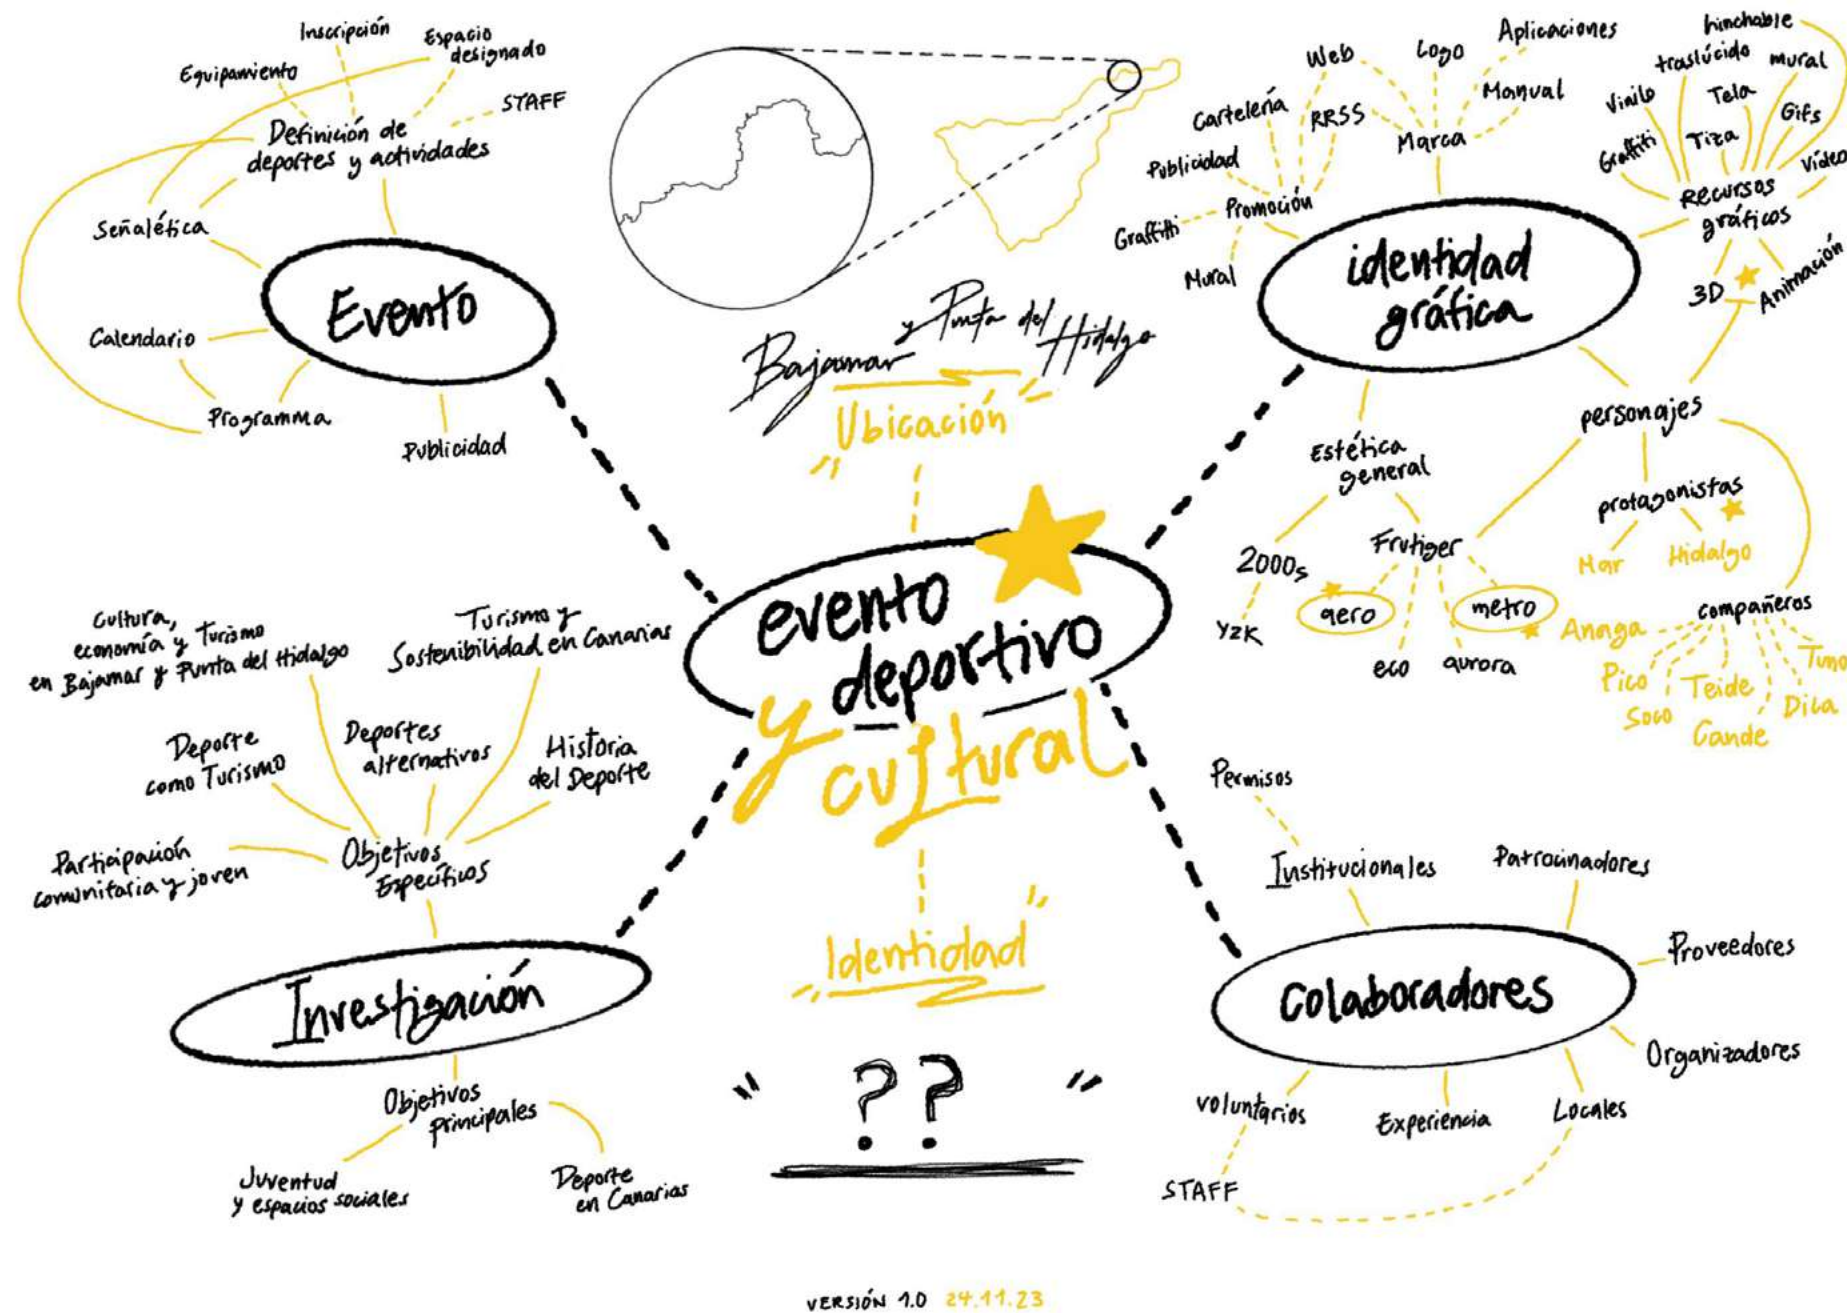 Inscripción
Espacio
designado
Equipamiento
STAFF
Definición de
deportes y actividades
Señalética
Evento
Calendario
Programma
Publicidad
Bajamar y Punta del Hidalgo
Ubicación
Web
Logo
Aplicaciones
Cartelería
RRSS
Manual
Publicidad
Marca
Promoción
Graffitti
Mural
hinchable
traslúcido
mural
Vinilo
Tela
Gifs
Graffiti
Tiza
Vídeo
Recursos
gráficos
3D
Animación
identidad
gráfica
personajes
Estética
general
protagonistas
Mar
Hidalgo
2000s
Frutiger
Y2K
aero
metro
eco
aurora
compañeros
Anaga
Tuno
Pico
Teide
Dila
Soco
Cande
evento
deportivo
y
cultural
Cultura,
economía y Turismo
en Bajamar y Punta del Hidalgo
Turismo y
Sostenibilidad en Canarias
Deporte
como Turismo
Deportes
alternativos
Historia
del Deporte
Participación
comunitaria y joven
Objetivos
Específicos
Investigación
Objetivos
principales
Juventud
y espacios sociales
Deporte
en Canarias
Identidad
" ?? "
Permisos
Institucionales
Patrocinadores
Proveedores
Colaboradores
Organizadores
Voluntarios
Experiencia
Locales
STAFF
VERSIÓN 1.0 24.11.23